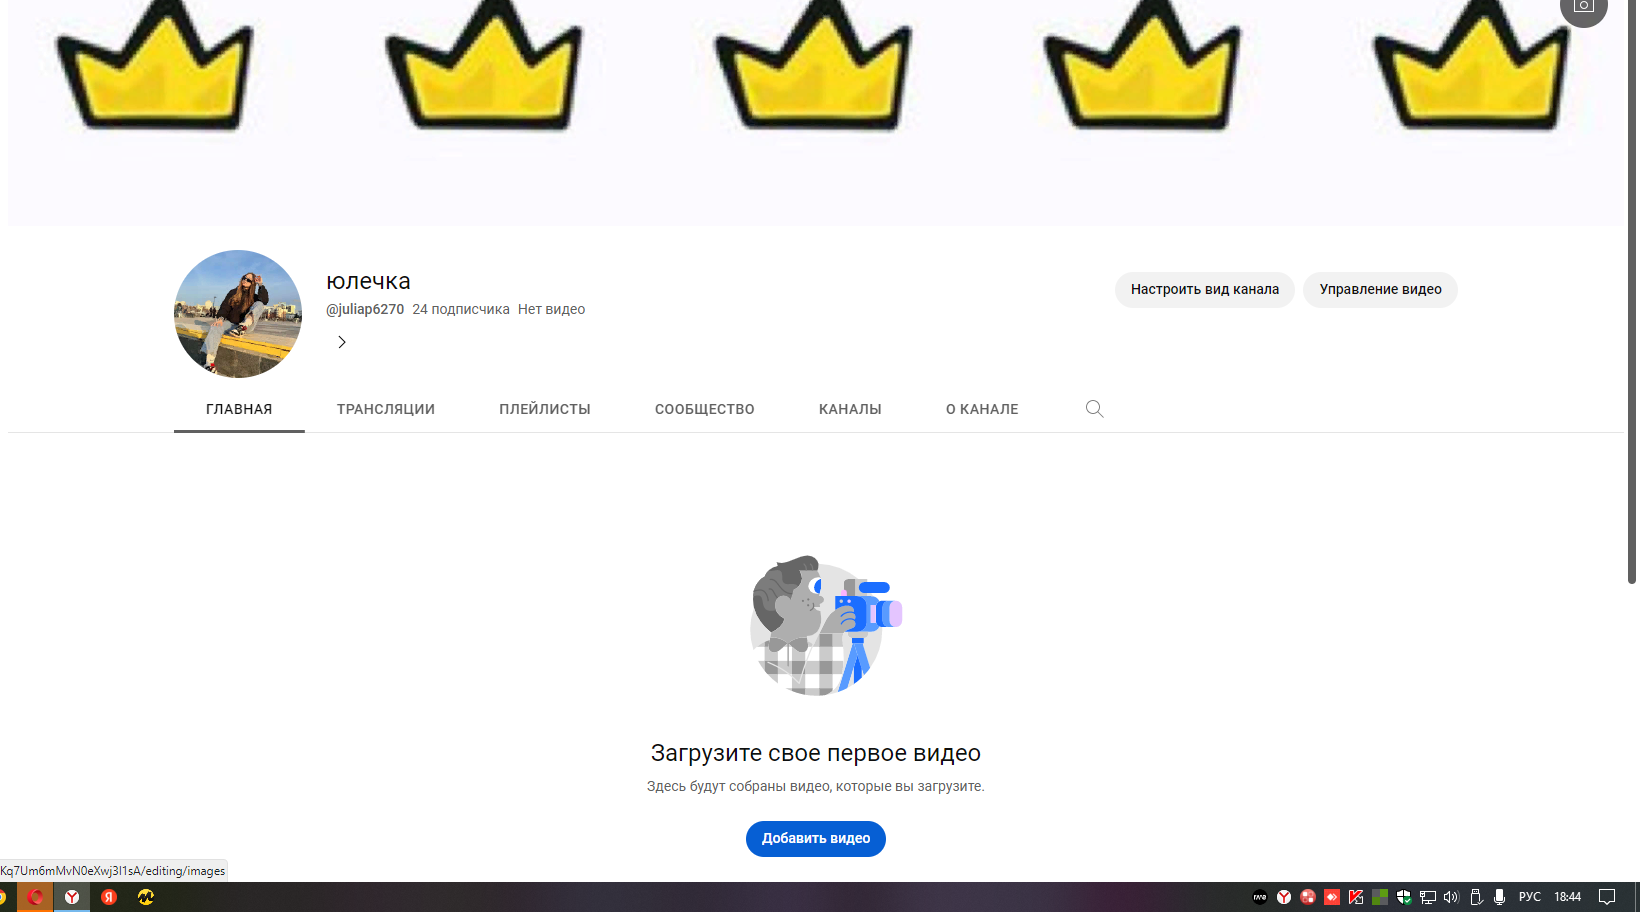 юлечка
Настроить вид канала
Управление видео
@juliap6270 24 подписчика Нет видео
ГЛАВНАЯ
ТРАНСЛЯЦИИ
ПЛЕЙЛИСТЫ
СООБЩЕСТВО
КАНАЛЫ
О КАНАЛЕ
Загрузите свое первое видео
Здесь будут собраны видео, которые вы загрузите.
Добавить видео
Kq7Um6mMvN0eXwj3l1sA/editing/images
РУС
18:44